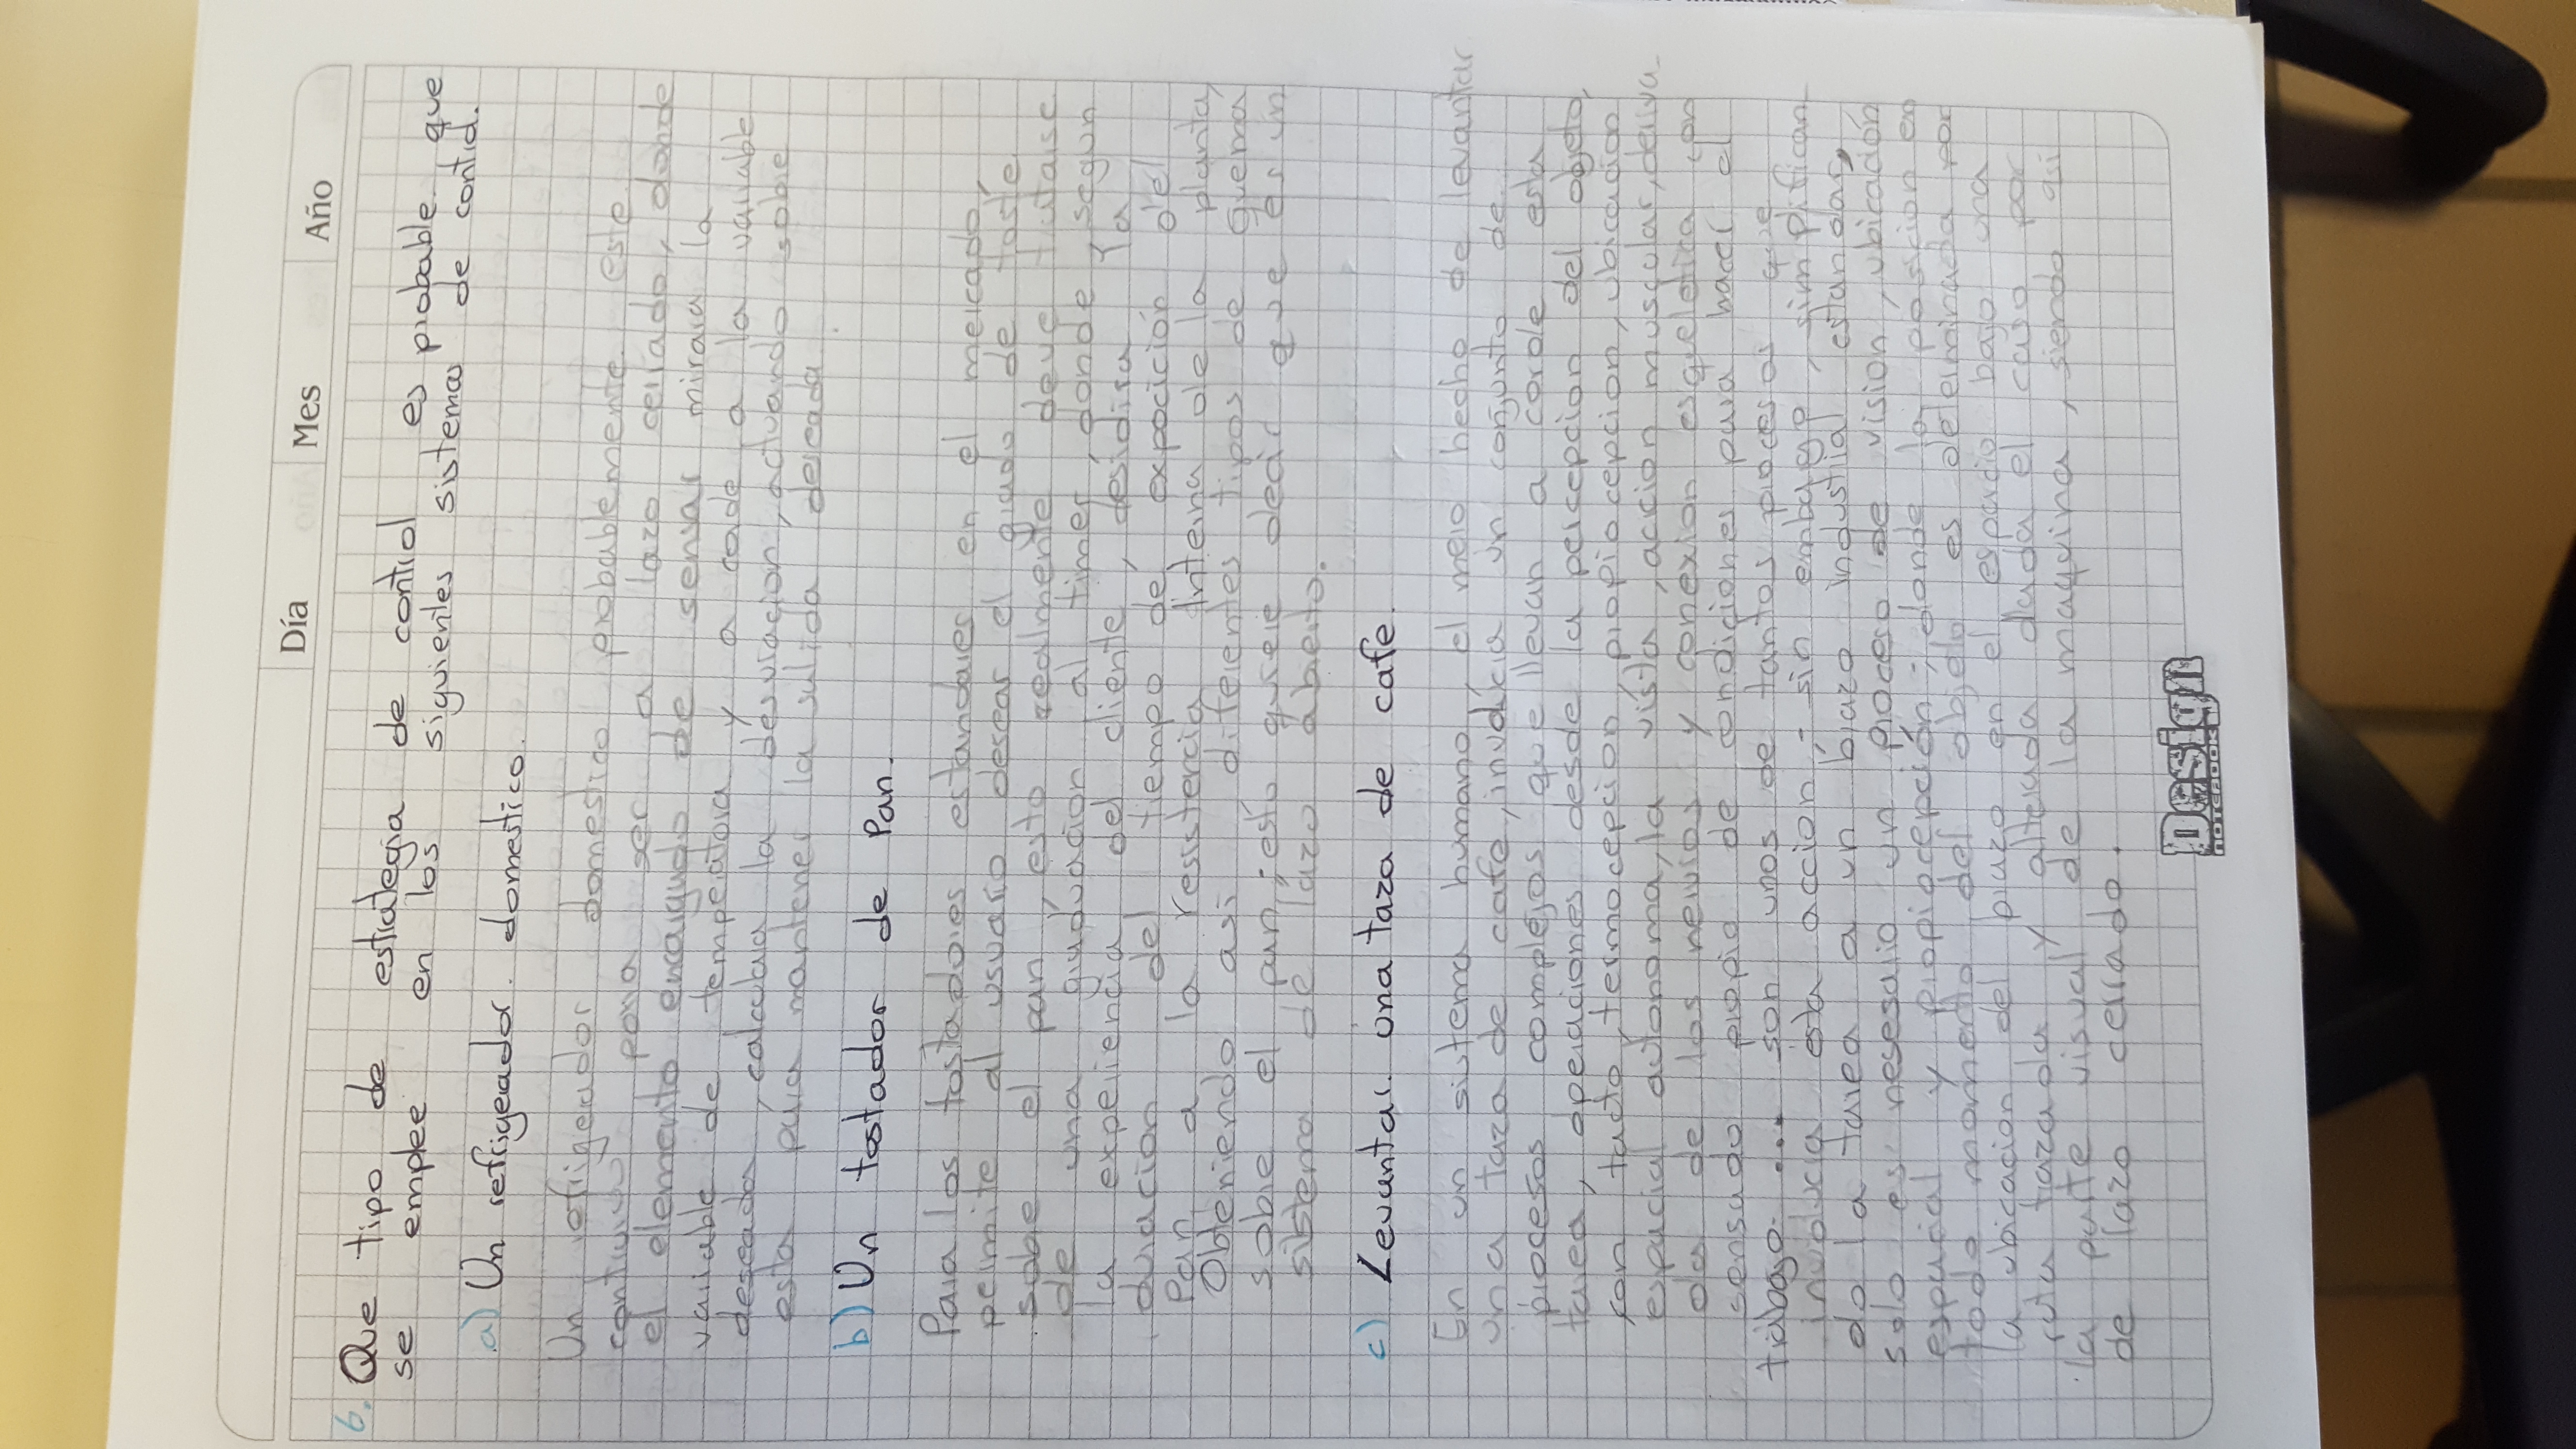 Día Mes Año
6. Que tipo de estrategia de control es probable que
se emplee en los siguientes sistemas de control.
a) Un refrigerador domestico.
Un refrigerador domestico probablemente este
para ser a lazo cerrado, donde
el elemento encargado de sensar mirara la
variable de temperatura y a corde a la variable
deseada, calculara la desviacion, actuando sobre
esta para mantener la salida deseada.
b) Un tostador de Pan.
Para los tostadores estandares en el mercado,
permite al usuario desear el grado de toste
sobre el pan, esto realmente deve tratarse
de una graduacion al timer, donde, segun
la experiencia del cliente, desidira la
duracion del tiempo de expocición del
Pan a la resistencia interna de la planta,
Obteniendo asi diferentes tipos de quema
sobre el pan; esto quiere decir que es un
sistema de lazo abierto.
c) Levantar una taza de cafe.
En un sistema humano, el mero hecho de levantar
una taza de cafe, involucra un conjunto de
procesos complejos que llevan a corde esta
tarea, operaciones desde la percepcion del objeto,
con tacto, termocepcion, propiocepcion, ubicacion
espacial autonoma, la vista, accion muscular, deriva-
das de los nervios y conexion esqueletica con
sensado propio de condiciones para hacer el
trabajo. ... son unos de tantos procesos que
involucra esta accion, - sin embargo, simplifican
do la tarea a un brazo industrial estandar,
solo es nesesario un proceso de vision, ubicación
espacial y propiocepción; donde la posicion en
todo momento del objeto es determinada por
la ubicacion del brazo en el espacio bajo una
ruta trazada y alterada dada el caso por
la parte visual de la maquina, siendo asi
de lazo cerrado.
Design
NOTEBOOK